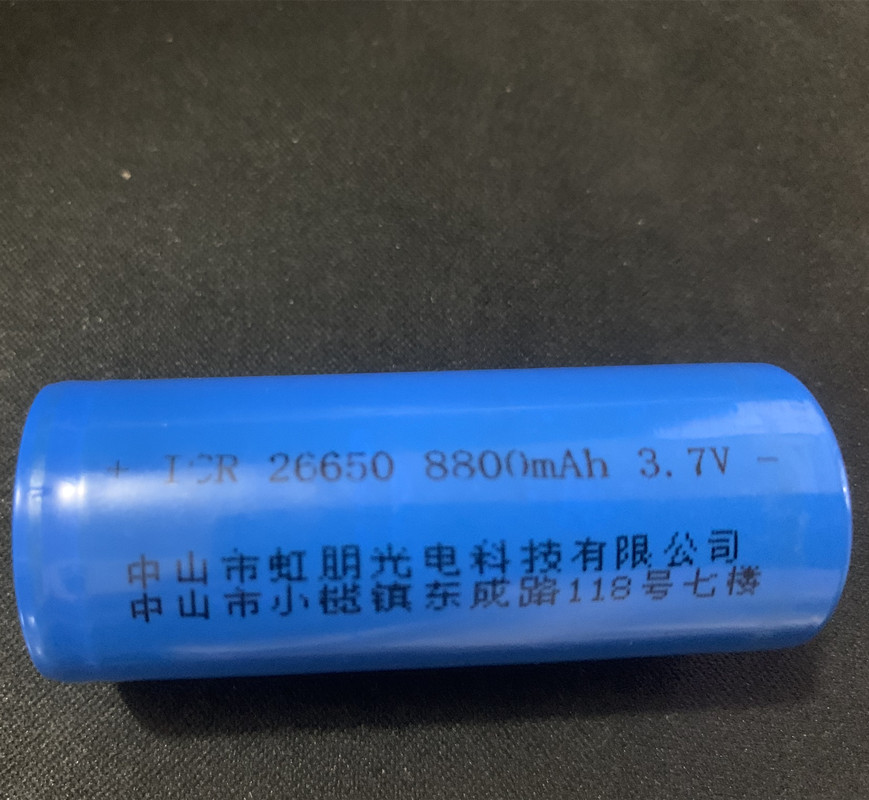 + ICR 26650 8800mAh 3.7V -
中山市虹朋光电科技有限公司
中山市小榄镇东成路118号七楼